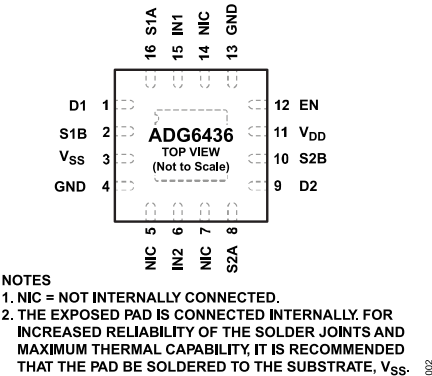 16 S1A
15 IN1
14 NIC
13 GND
D1 1
S1B 2
VSS 3
GND 4
ADG6436
TOP VIEW
(Not to Scale)
12 EN
11 VDD
10 S2B
9 D2
NIC 5
IN2 6
NIC 7
S2A 8
NOTES
1. NIC = NOT INTERNALLY CONNECTED.
2. THE EXPOSED PAD IS CONNECTED INTERNALLY. FOR
INCREASED RELIABILITY OF THE SOLDER JOINTS AND
MAXIMUM THERMAL CAPABILITY, IT IS RECOMMENDED
THAT THE PAD BE SOLDERED TO THE SUBSTRATE, VSS.
002